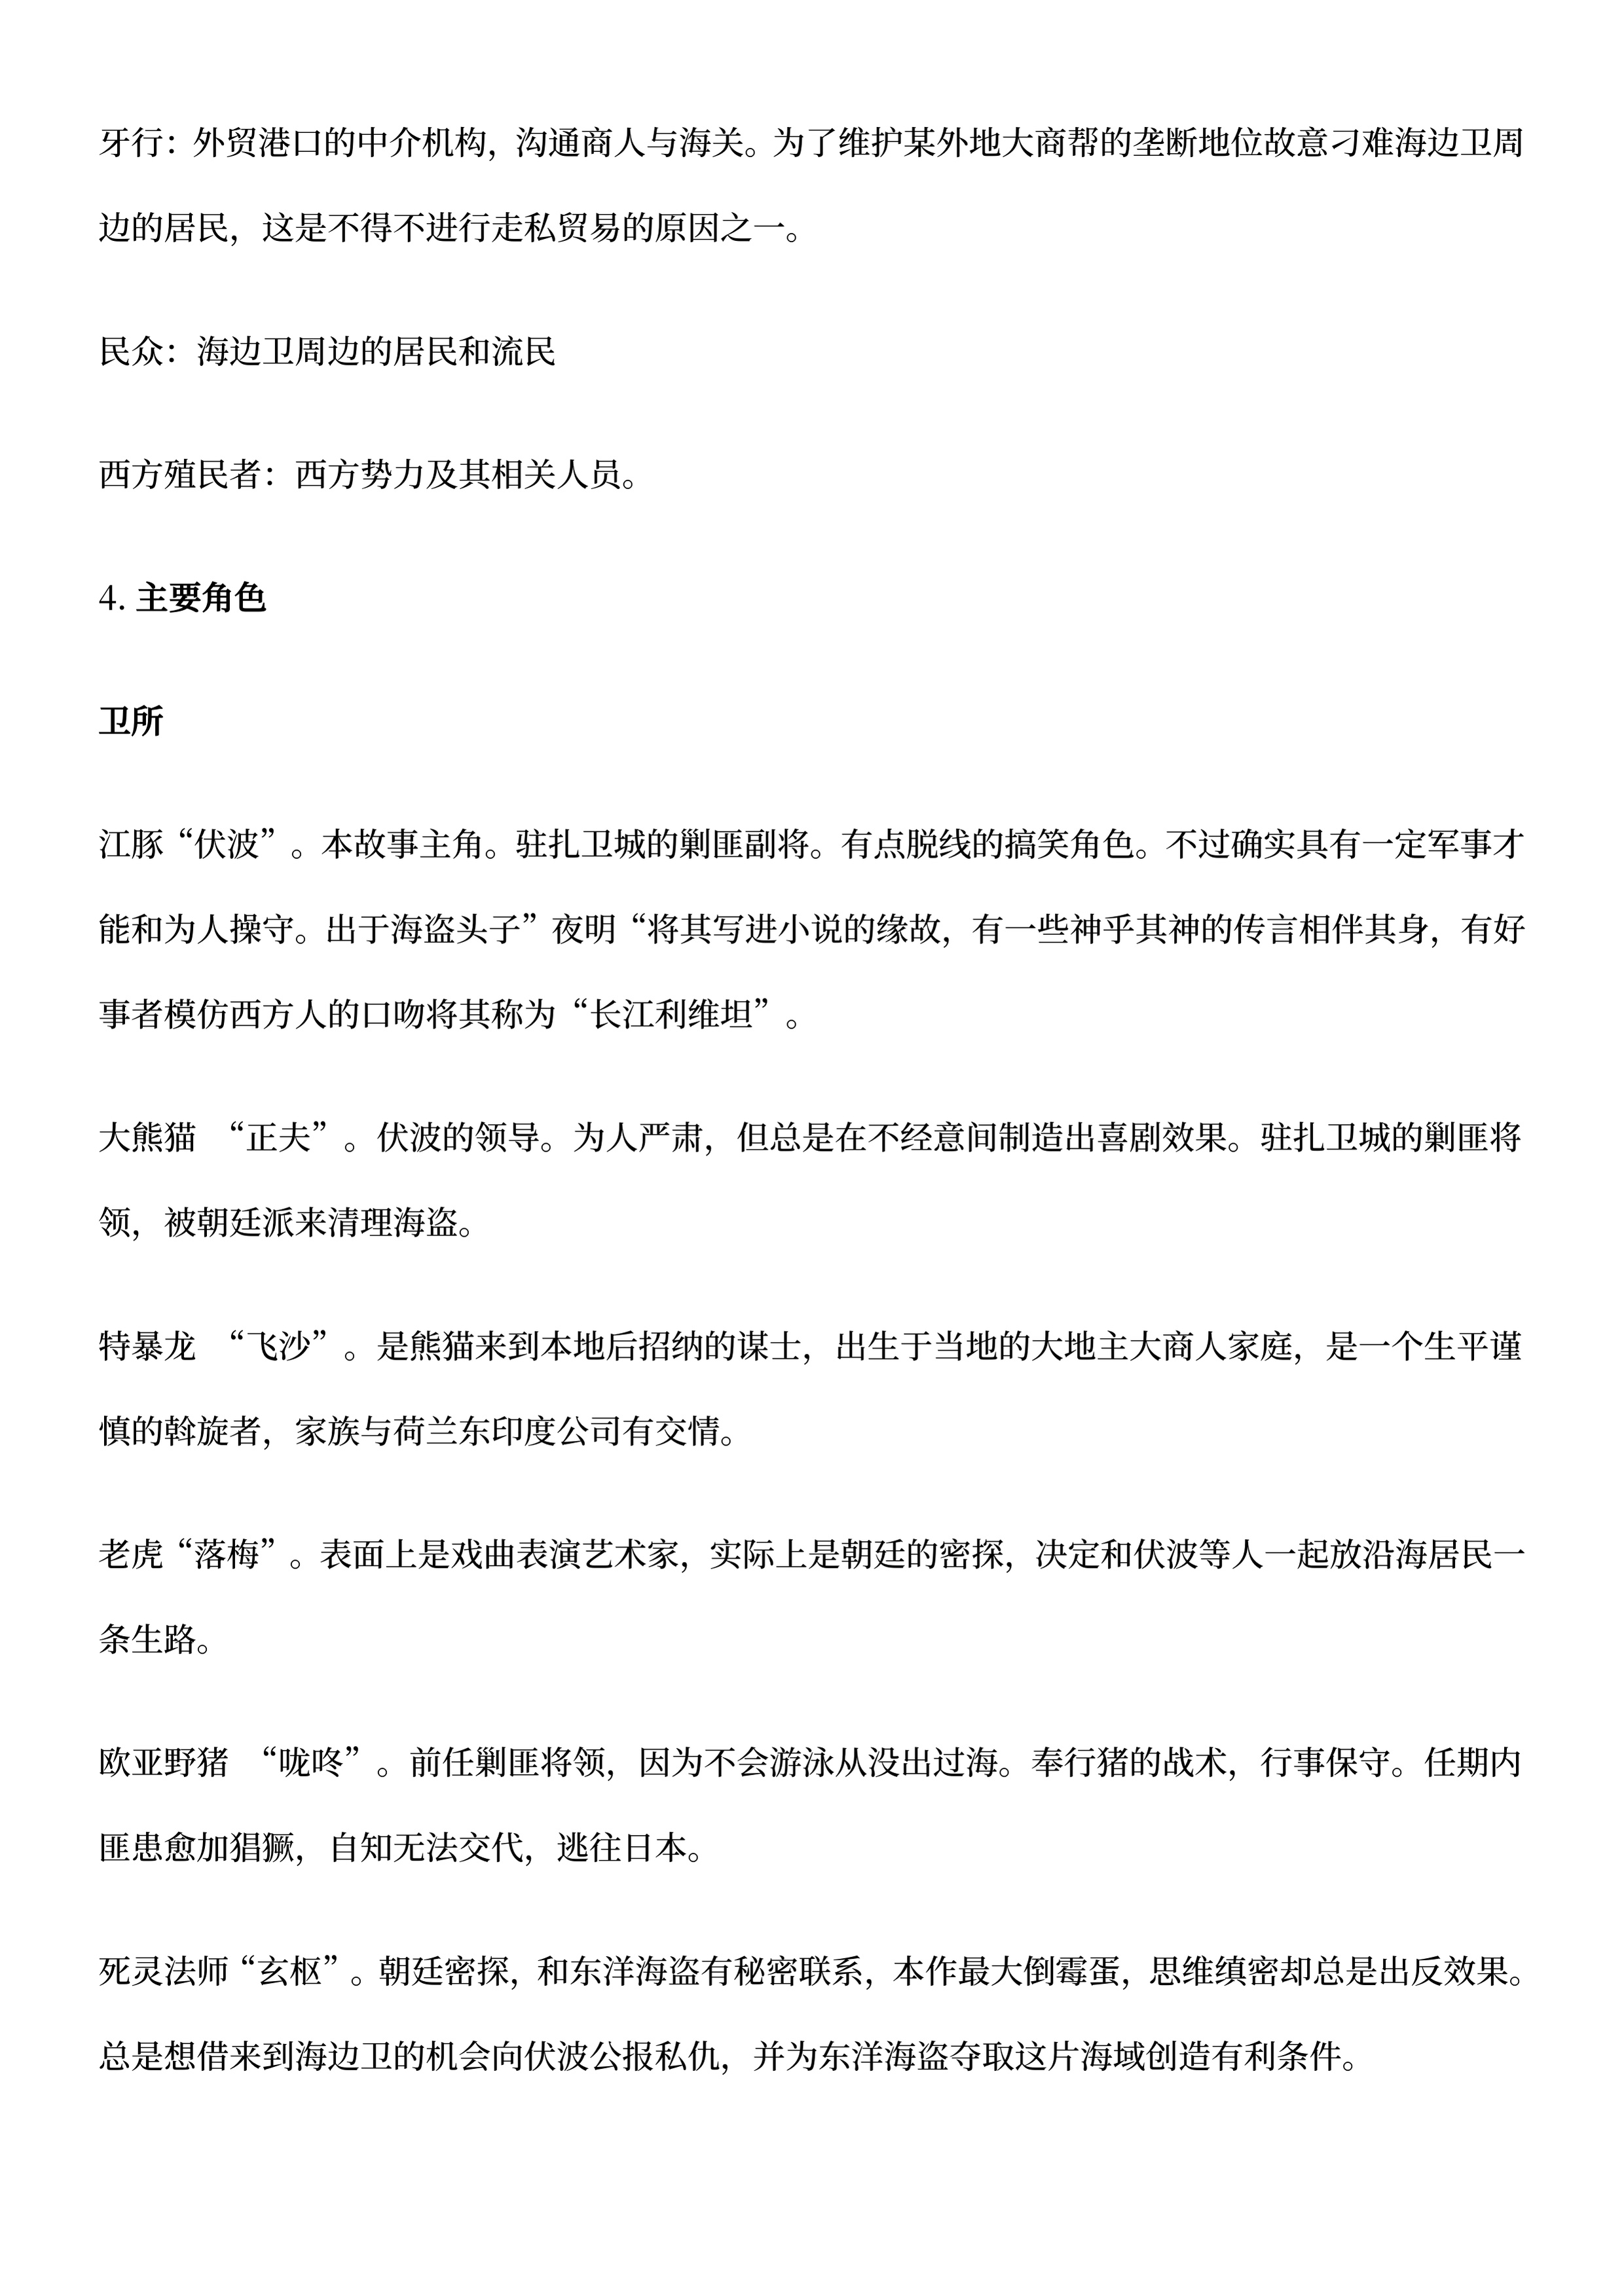 牙行：外贸港口的中介机构，沟通商人与海关。为了维护某外地大商帮的垄断地位故意刁难海边卫周
边的居民，这是不得不进行走私贸易的原因之一。
民众：海边卫周边的居民和流民
西方殖民者：西方势力及其相关人员。
4. 主要角色
卫所
江豚“伏波”。本故事主角。驻扎卫城的剿匪副将。有点脱线的搞笑角色。不过确实具有一定军事才
能和为人操守。出于海盗头子”夜明“将其写进小说的缘故，有一些神乎其神的传言相伴其身，有好
事者模仿西方人的口吻将其称为“长江利维坦”。
大熊猫 “正夫”。伏波的领导。为人严肃，但总是在不经意间制造出喜剧效果。驻扎卫城的剿匪将
领，被朝廷派来清理海盗。
特暴龙 “飞沙”。是熊猫来到本地后招纳的谋士，出生于当地的大地主大商人家庭，是一个生平谨
慎的斡旋者，家族与荷兰东印度公司有交情。
老虎“落梅”。表面上是戏曲表演艺术家，实际上是朝廷的密探，决定和伏波等人一起放沿海居民一
条生路。
欧亚野猪 “咙咚”。前任剿匪将领，因为不会游泳从没出过海。奉行猪的战术，行事保守。任期内
匪患愈加猖獗，自知无法交代，逃往日本。
死灵法师“玄枢”。朝廷密探，和东洋海盗有秘密联系，本作最大倒霉蛋，思维缜密却总是出反效果。
总是想借来到海边卫的机会向伏波公报私仇，并为东洋海盗夺取这片海域创造有利条件。